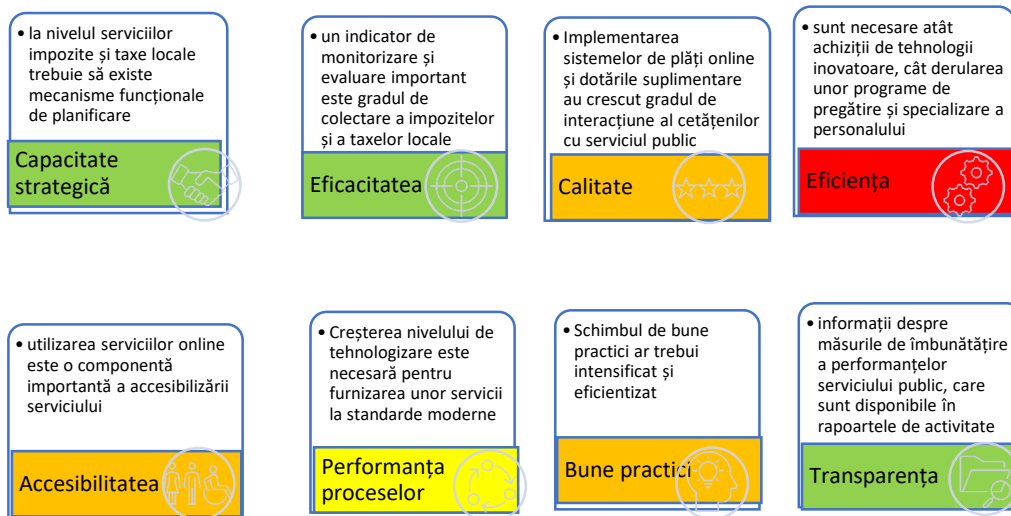 • la nivelul serviciilor
impozite și taxe locale
trebuie să existe
mecanisme funcționale
de planificare
Capacitate
strategică
• un indicator de
monitorizare și
evaluare important
este gradul de
colectare a impozitelor
și a taxelor locale
Eficacitatea
• Implementarea
sistemelor de plăți online
și dotările suplimentare
au crescut gradul de
interacțiune al cetățenilor
cu serviciul public
Calitate
• sunt necesare atât
achiziții de tehnologii
inovatoare, cât derularea
unor programe de
pregătire și specializare a
personalului
Eficiența
• utilizarea serviciilor online
este o componentă
importantă a accesibilizării
serviciului
Accesibilitatea
• Creșterea nivelului de
tehnologizare este
necesară pentru
furnizarea unor servicii
la standarde moderne
Performanța
proceselor
• Schimbul de bune
practici ar trebui
intensificat și
eficientizat
Bune practici
• informații despre
măsurile de îmbunătățire
a performanțelor
serviciului public, care
sunt disponibile în
rapoartele de activitate
Transparența